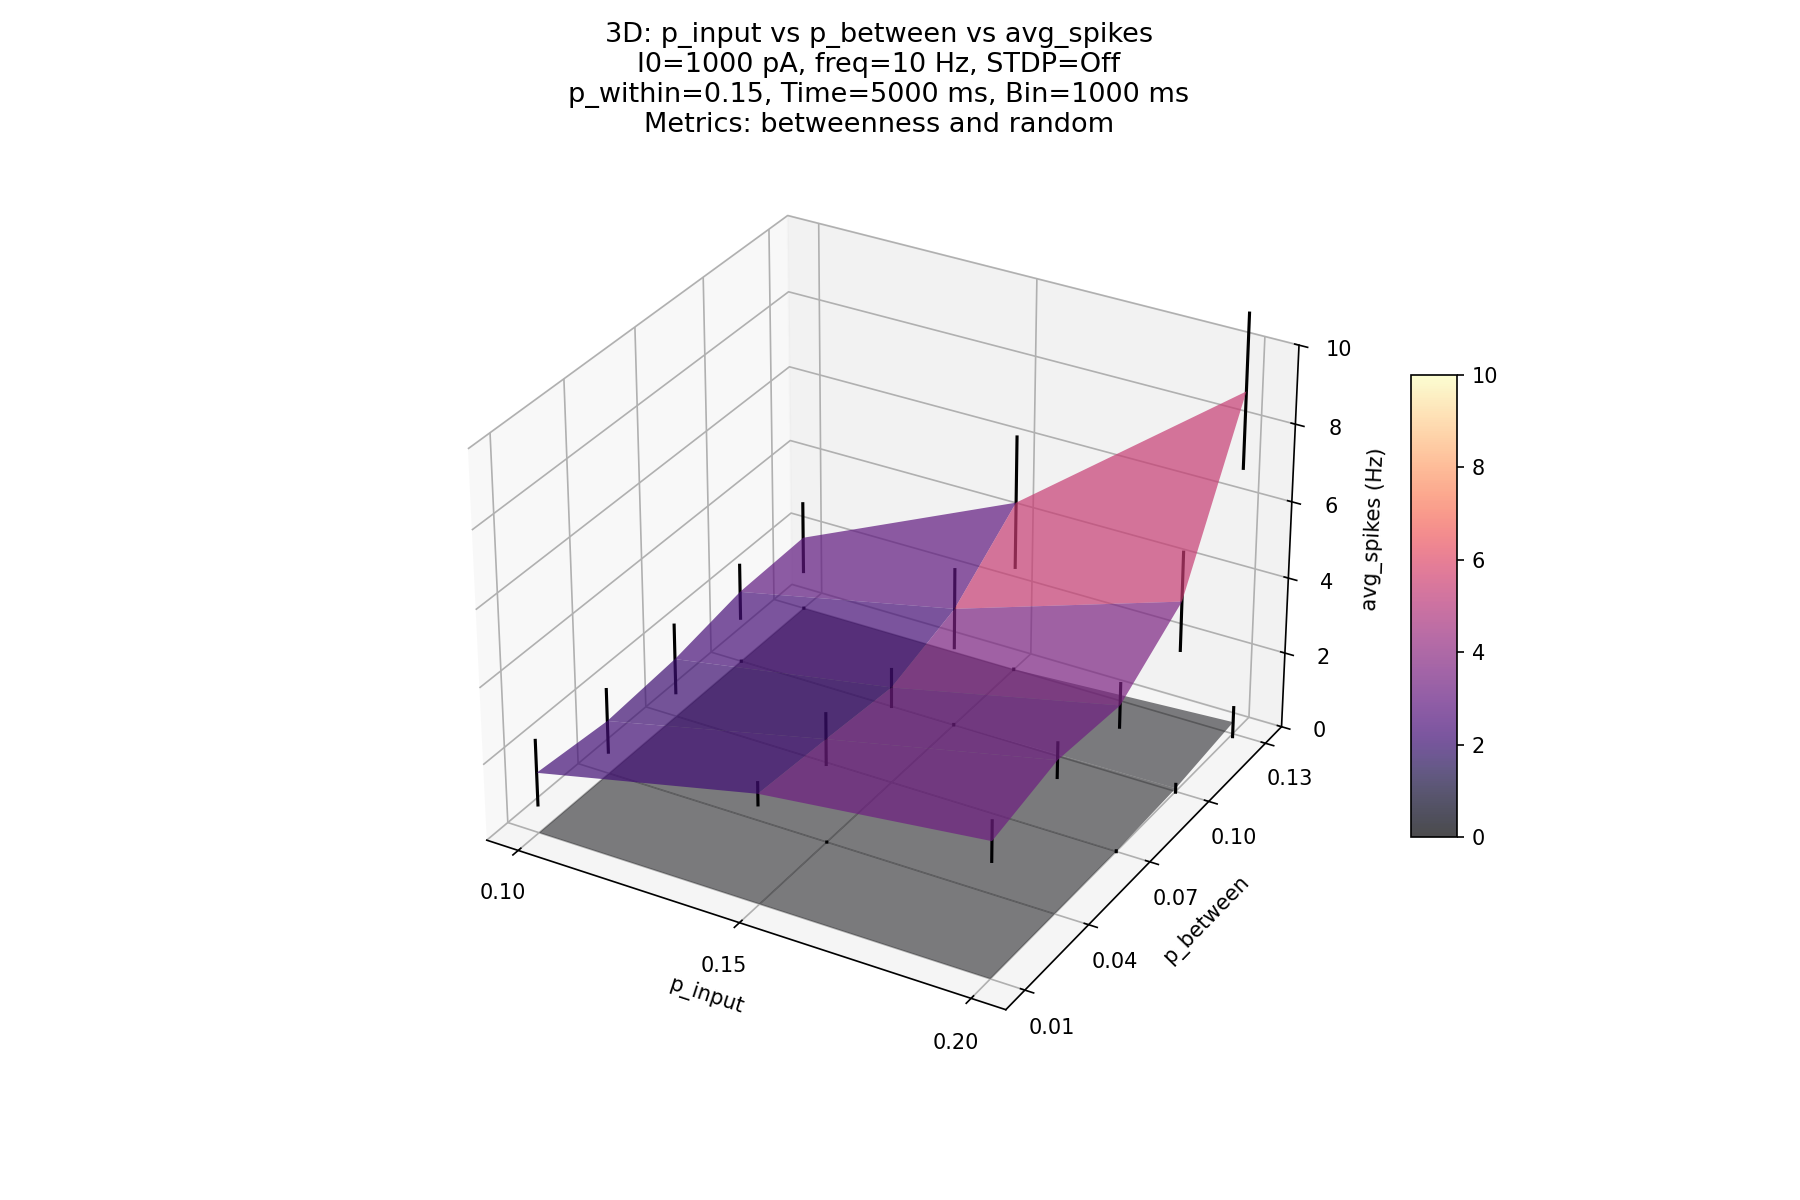 3D: p_input vs p_between vs avg_spikes
I0=1000 pA, freq=10 Hz, STDP=Off
p_within=0.15, Time=5000 ms, Bin=1000 ms
Metrics: betweenness and random
10
8
6
4
2
0
avg_spikes (Hz)
10
8
6
4
2
0
0.13
0.10
0.07
0.04
0.01
p_between
0.10
0.15
0.20
p_input